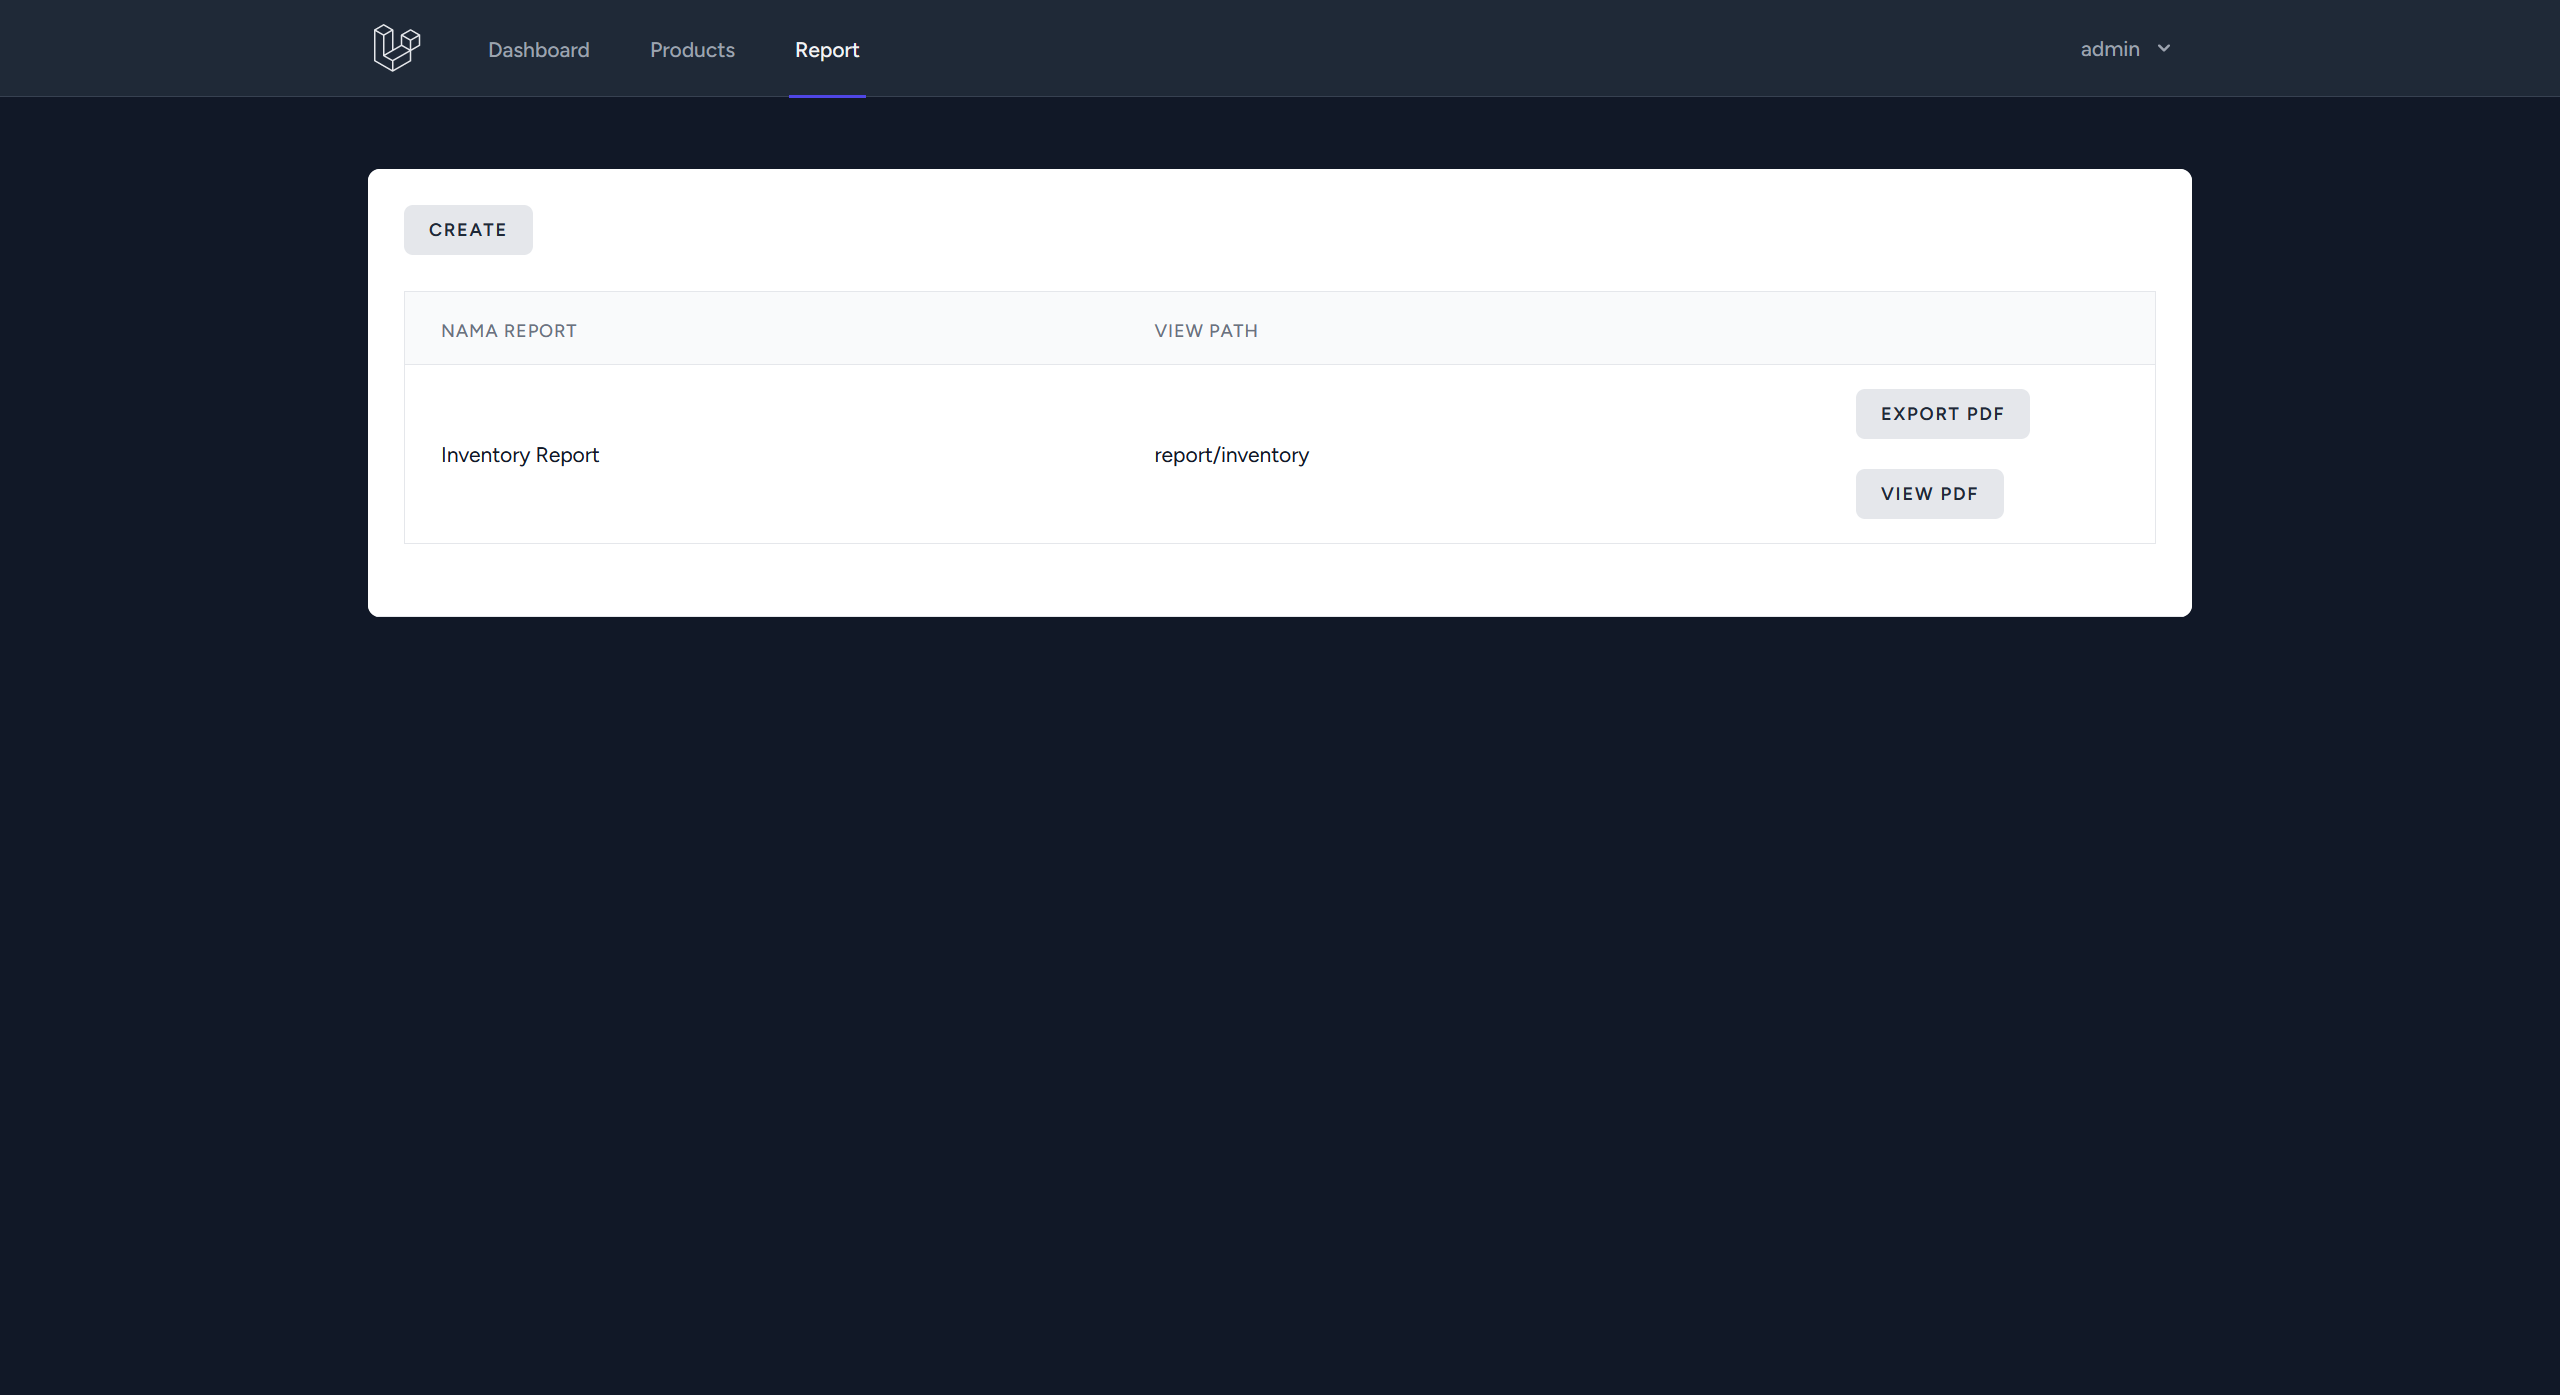 Dashboard Products Report admin
CREATE
NAMA REPORT VIEW PATH
EXPORT PDF
Inventory Report report/inventory
VIEW PDF